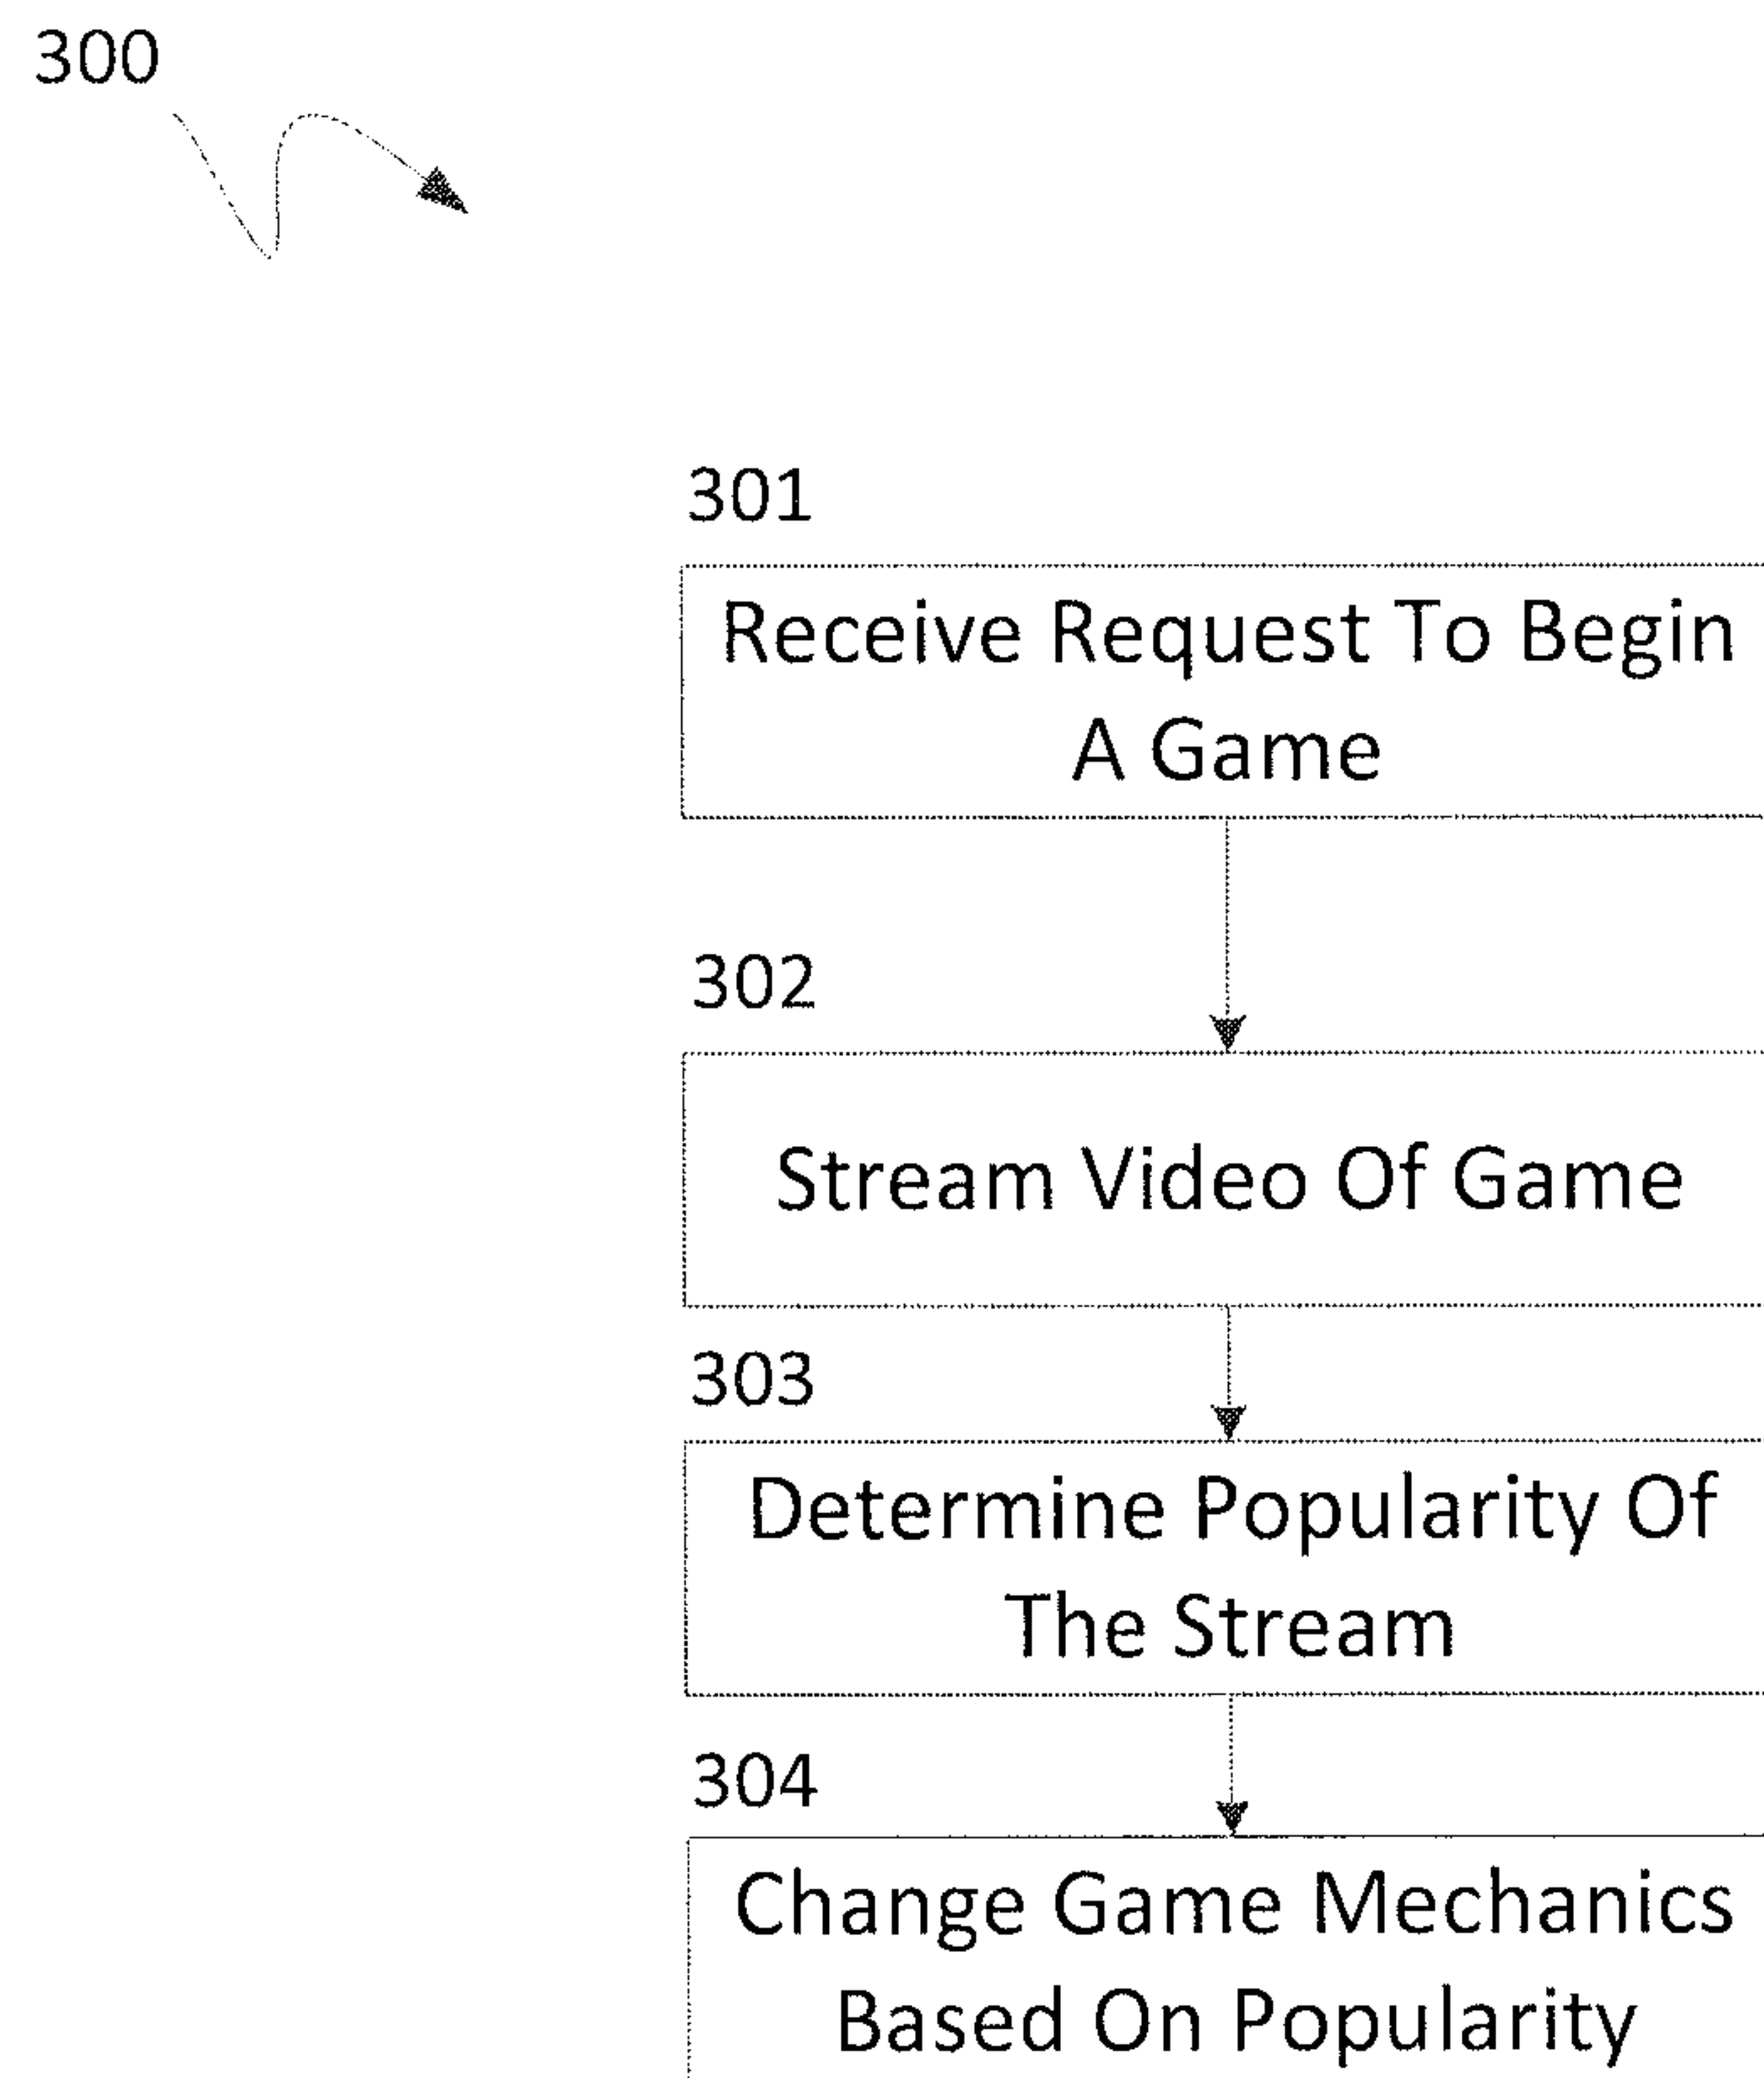 300
301
Receive Request To Begin
A Game
302
Stream Video Of Game
303
Determine Popularity Of
The Stream
304
Change Game Mechanics
Based On Popularity